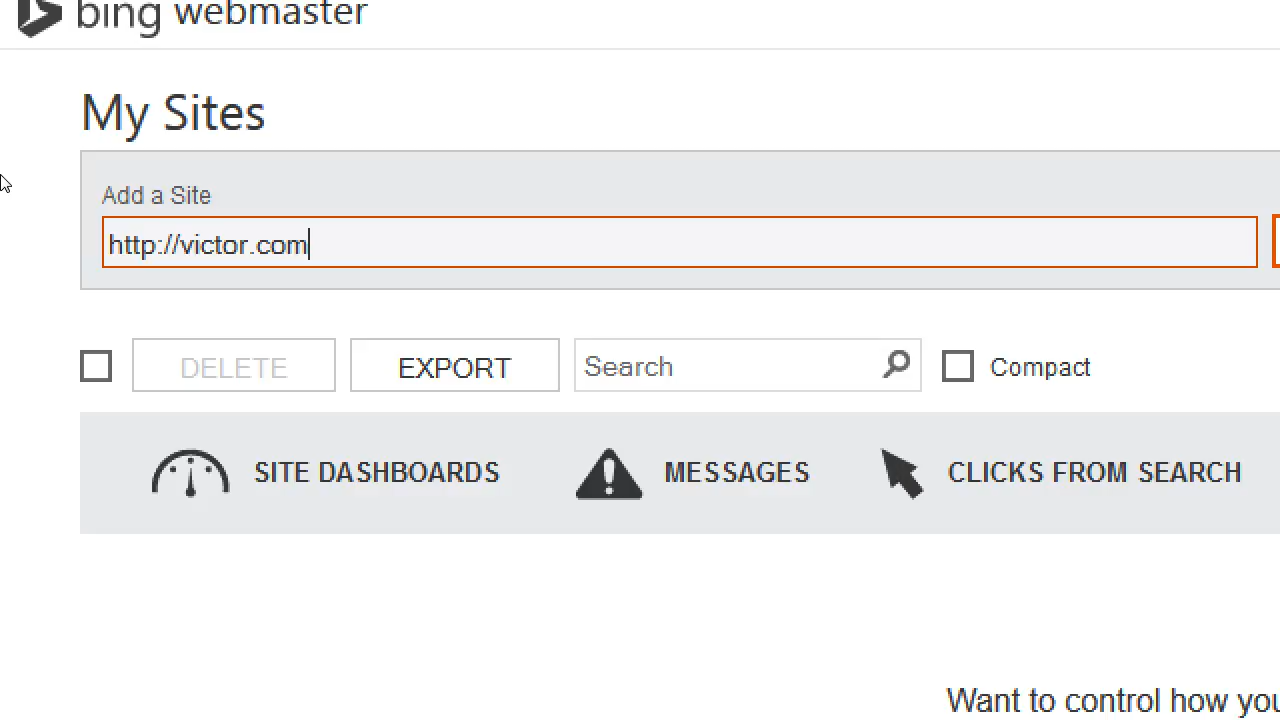 bing webmaster
My Sites
Add a Site
http://victor.com
DELETE EXPORT Search Compact
SITE DASHBOARDS MESSAGES CLICKS FROM SEARCH
Want to control how you